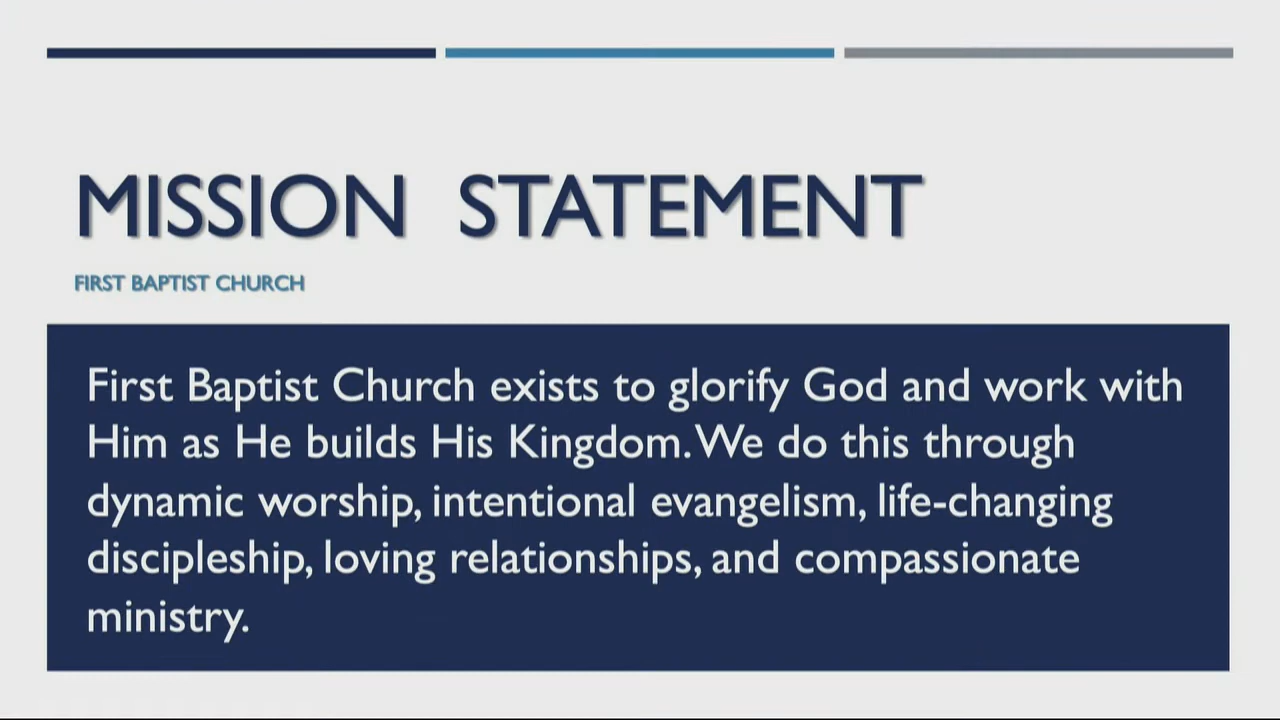 MISSION STATEMENT
FIRST BAPTIST CHURCH
First Baptist Church exists to glorify God and work with
Him as He builds His Kingdom. We do this through
dynamic worship, intentional evangelism, life-changing
discipleship, loving relationships, and compassionate
ministry.